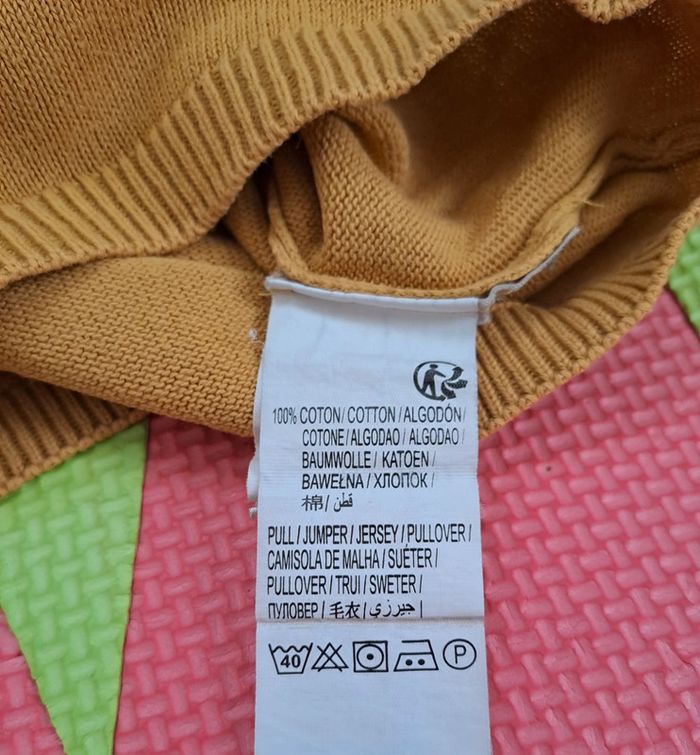 100% COTON / COTTON / ALGODÓN /
COTONE / ALGODAO / ALGODAO /
BAUMWOLLE / KATOEN /
BAWEŁNA / ХЛОПОК /
棉 / قطن /
PULL / JUMPER / JERSEY / PULLOVER /
CAMISOLA DE MALHA / SUÉTER /
PULLOVER / TRUI / SWETER /
ПУЛОВЕР / 毛衣 / جيرزي /
40 P